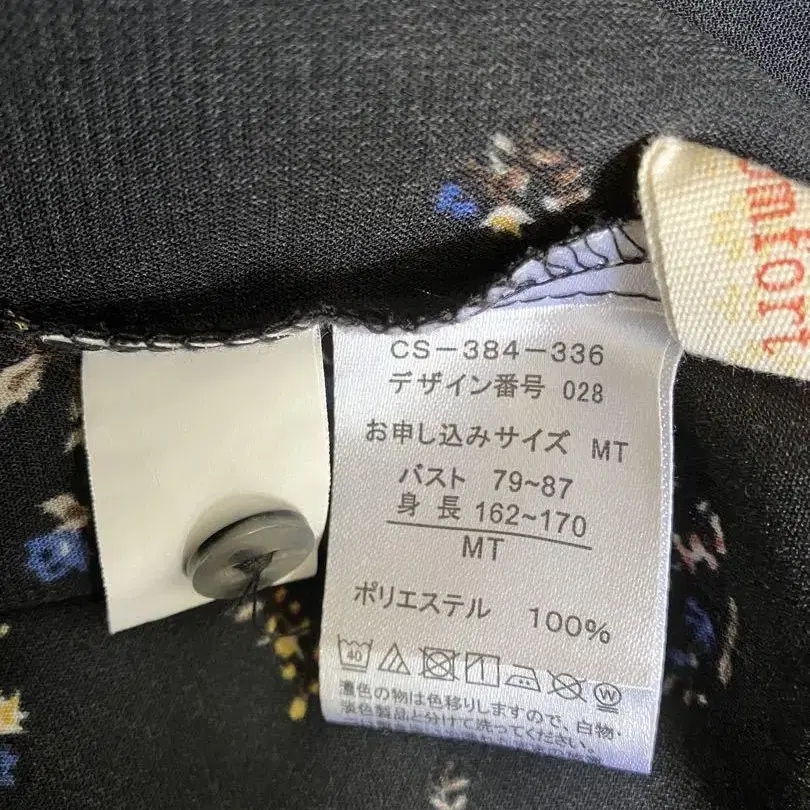 omfort
CS-384-336
デザイン番号 028
お申し込みサイズ MT
バスト 79~87
身長 162~170
MT
ポリエステル 100%
40
W
濃色の物は色移りしますので、白物・
淡色製品と分けて洗ってください。